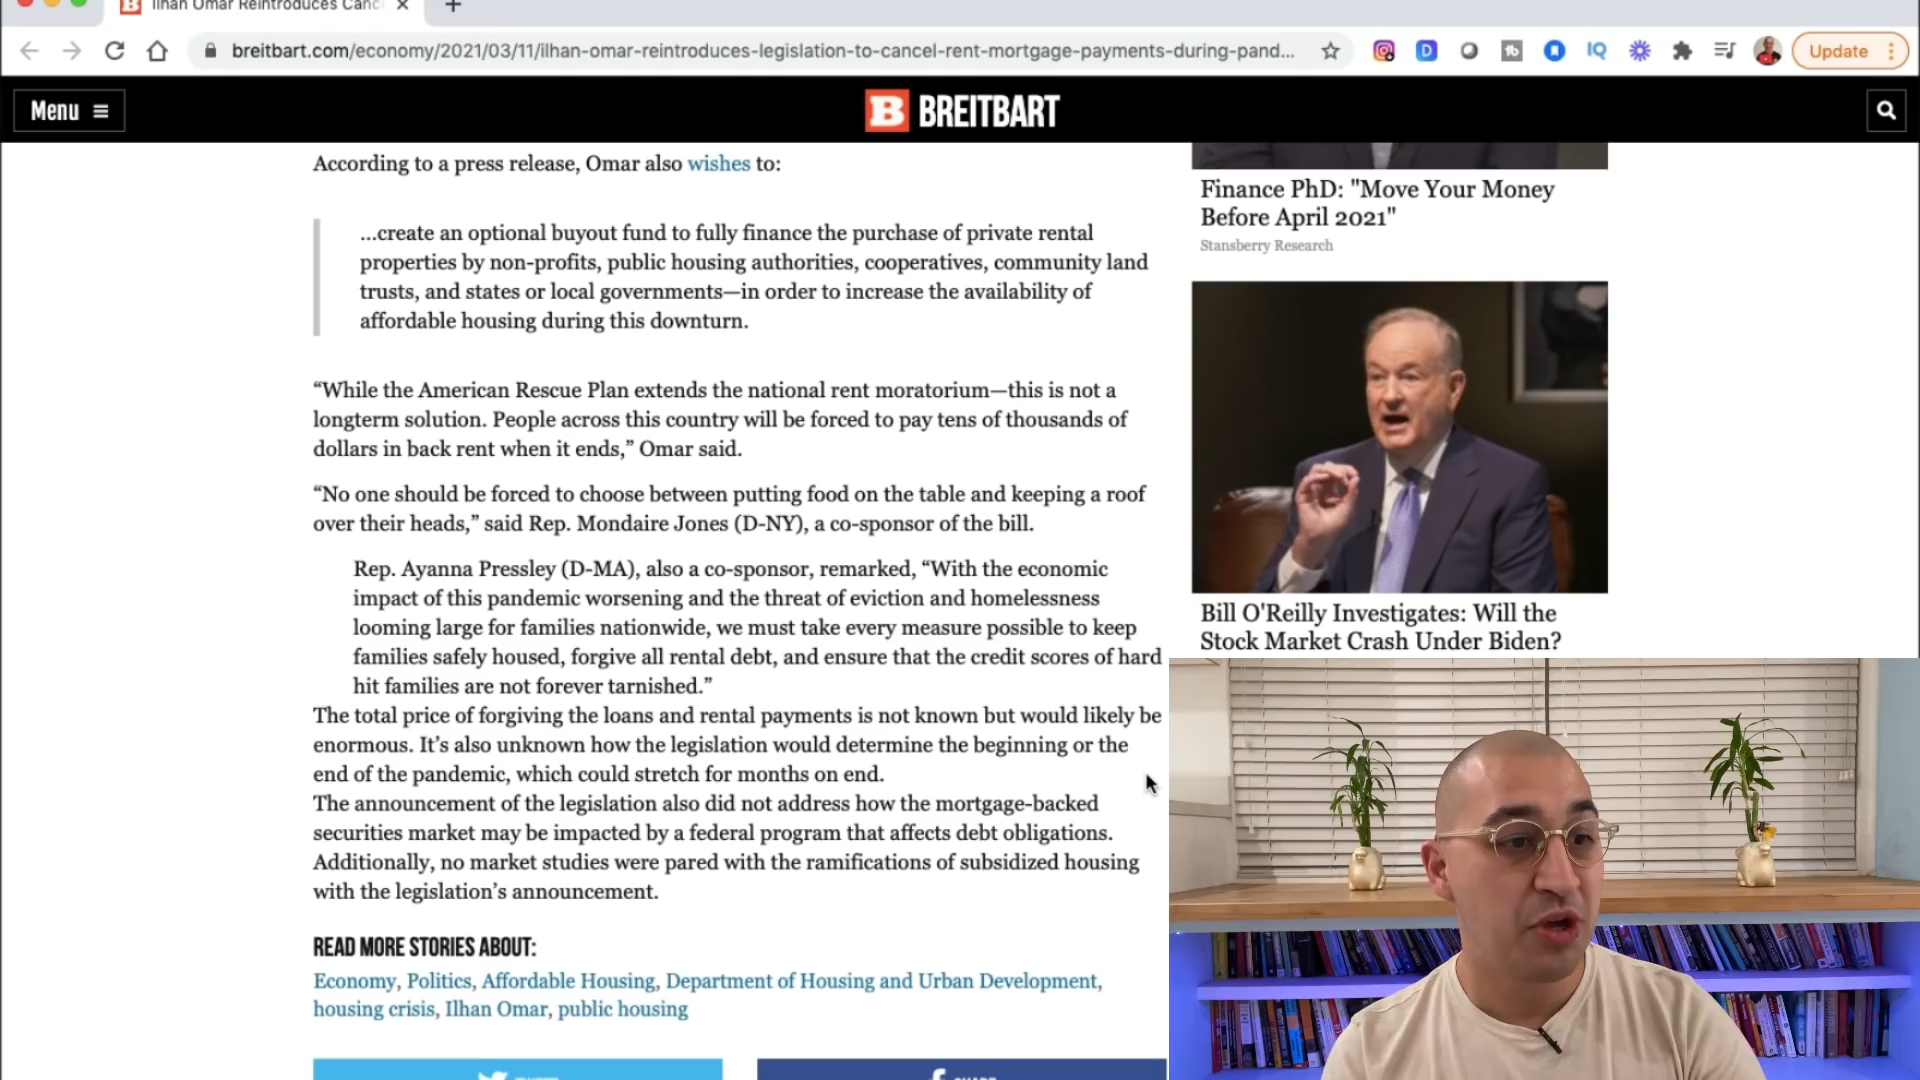 Ilhan Omar Reintroduces Canc
breitbart.com/economy/2021/03/11/ilhan-omar-reintroduces-legislation-to-cancel-rent-mortgage-payments-during-pand...
D
tb
IQ
Update
Menu
B BREITBART
According to a press release, Omar also wishes to:
...create an optional buyout fund to fully finance the purchase of private rental
properties by non-profits, public housing authorities, cooperatives, community land
trusts, and states or local governments—in order to increase the availability of
affordable housing during this downturn.
“While the American Rescue Plan extends the national rent moratorium—this is not a
longterm solution. People across this country will be forced to pay tens of thousands of
dollars in back rent when it ends,” Omar said.
“No one should be forced to choose between putting food on the table and keeping a roof
over their heads,” said Rep. Mondaire Jones (D-NY), a co-sponsor of the bill.
Rep. Ayanna Pressley (D-MA), also a co-sponsor, remarked, “With the economic
impact of this pandemic worsening and the threat of eviction and homelessness
looming large for families nationwide, we must take every measure possible to keep
families safely housed, forgive all rental debt, and ensure that the credit scores of hard
hit families are not forever tarnished.”
The total price of forgiving the loans and rental payments is not known but would likely be
enormous. It’s also unknown how the legislation would determine the beginning or the
end of the pandemic, which could stretch for months on end.
The announcement of the legislation also did not address how the mortgage-backed
securities market may be impacted by a federal program that affects debt obligations.
Additionally, no market studies were pared with the ramifications of subsidized housing
with the legislation’s announcement.
READ MORE STORIES ABOUT:
Economy, Politics, Affordable Housing, Department of Housing and Urban Development,
housing crisis, Ilhan Omar, public housing
Finance PhD: "Move Your Money
Before April 2021"
Stansberry Research
Bill O'Reilly Investigates: Will the
Stock Market Crash Under Biden?